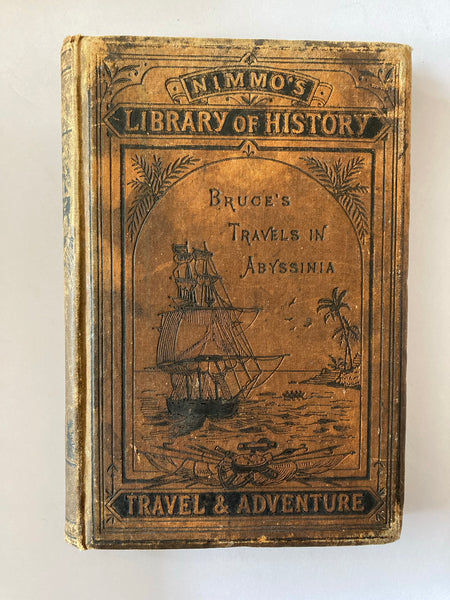 NIMMO'S
LIBRARY OF HISTORY
BRUCE'S
TRAVELS IN
ABYSSINIA
TRAVEL & ADVENTURE